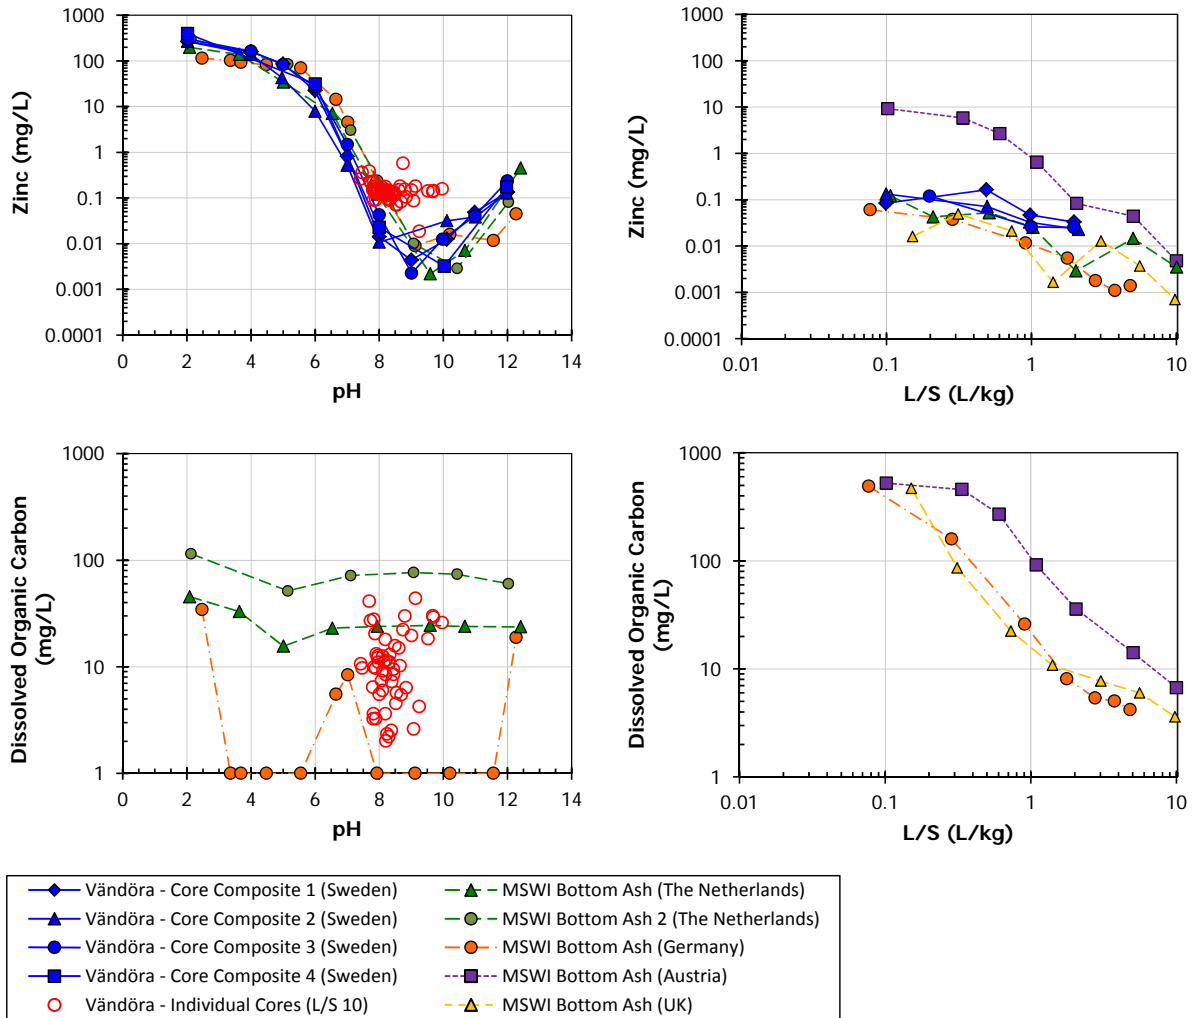 1000
100
10
1
0.1
0.01
0.001
0.0001
Zinc (mg/L)
0 2 4 6 8 10 12 14
pH
1000
100
10
1
0.1
0.01
0.001
0.0001
Zinc (mg/L)
0.01 0.1 1 10
L/S (L/kg)
1000
100
10
1
Dissolved Organic Carbon
(mg/L)
0 2 4 6 8 10 12 14
pH
1000
100
10
1
Dissolved Organic Carbon
(mg/L)
0.01 0.1 1 10
L/S (L/kg)
Vändöra - Core Composite 1 (Sweden)
Vändöra - Core Composite 2 (Sweden)
Vändöra - Core Composite 3 (Sweden)
Vändöra - Core Composite 4 (Sweden)
Vändöra - Individual Cores (L/S 10)
MSWI Bottom Ash (The Netherlands)
MSWI Bottom Ash 2 (The Netherlands)
MSWI Bottom Ash (Germany)
MSWI Bottom Ash (Austria)
MSWI Bottom Ash (UK)